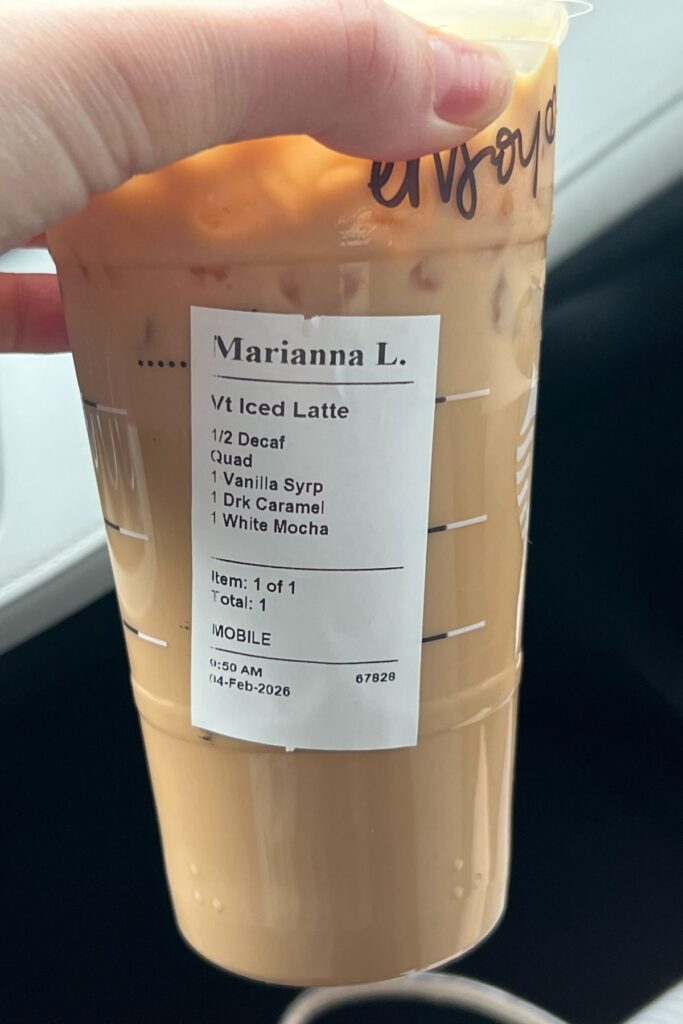 enjoy
Marianna L.
Vt Iced Latte
1/2 Decaf
Quad
1 Vanilla Syrp
1 Drk Caramel
1 White Mocha
Item: 1 of 1
Total: 1
MOBILE
9:50 AM
04-Feb-2026
67828